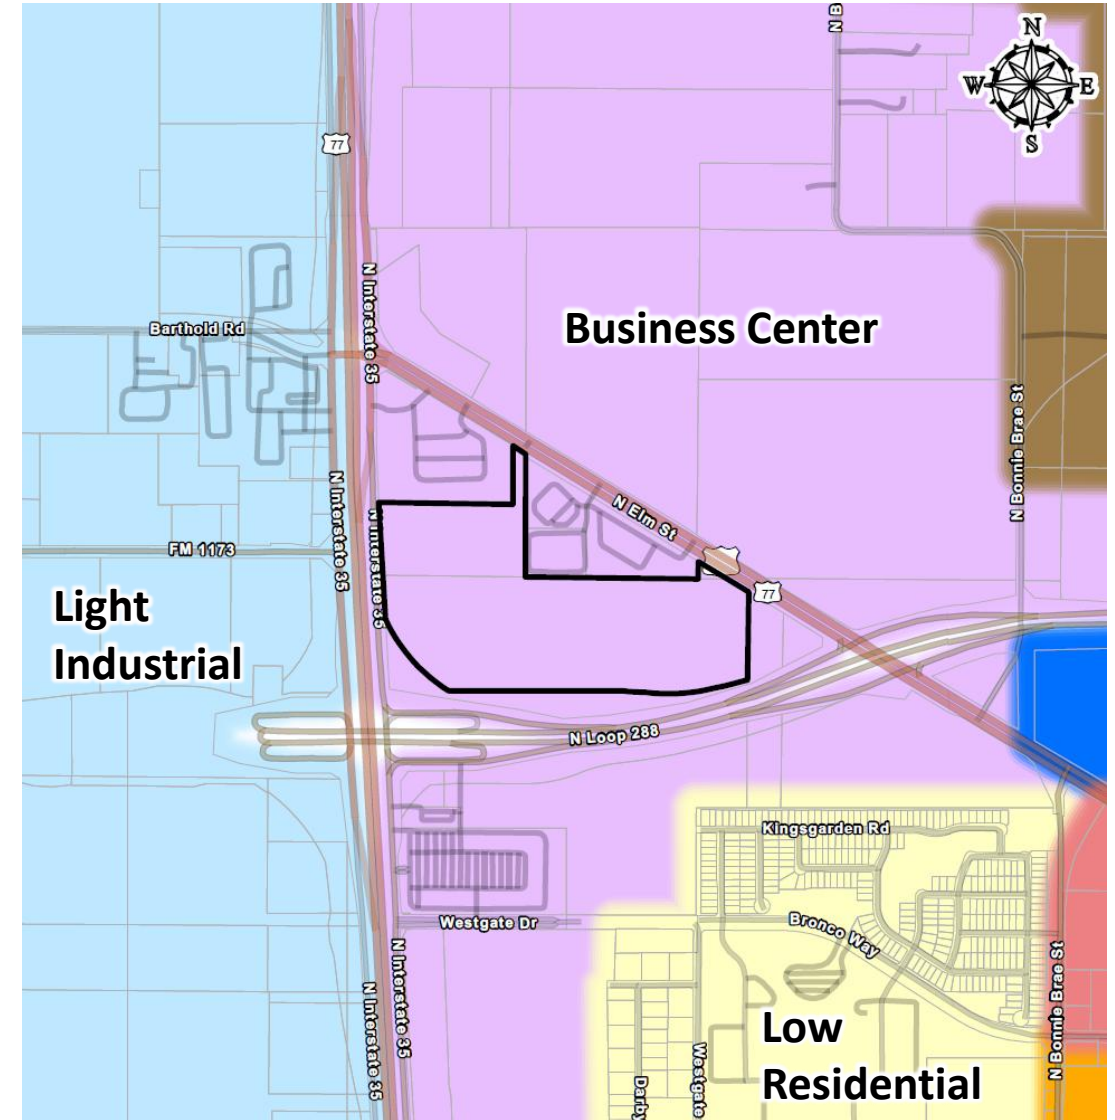 N B
N
W E
S
77
N Interstate 35
Barthold Rd
Business Center
N Bonnie Brae St
N Interstate 35
N Interstate 35
N Elm St
FM 1173
77
Light
Industrial
N Loop 288
Kingsgarden Rd
Westgate Dr
Bronco Way
N Interstate 35
N Interstate 35
N Bonnie Brae St
Low
Residential
Westgate
Darby